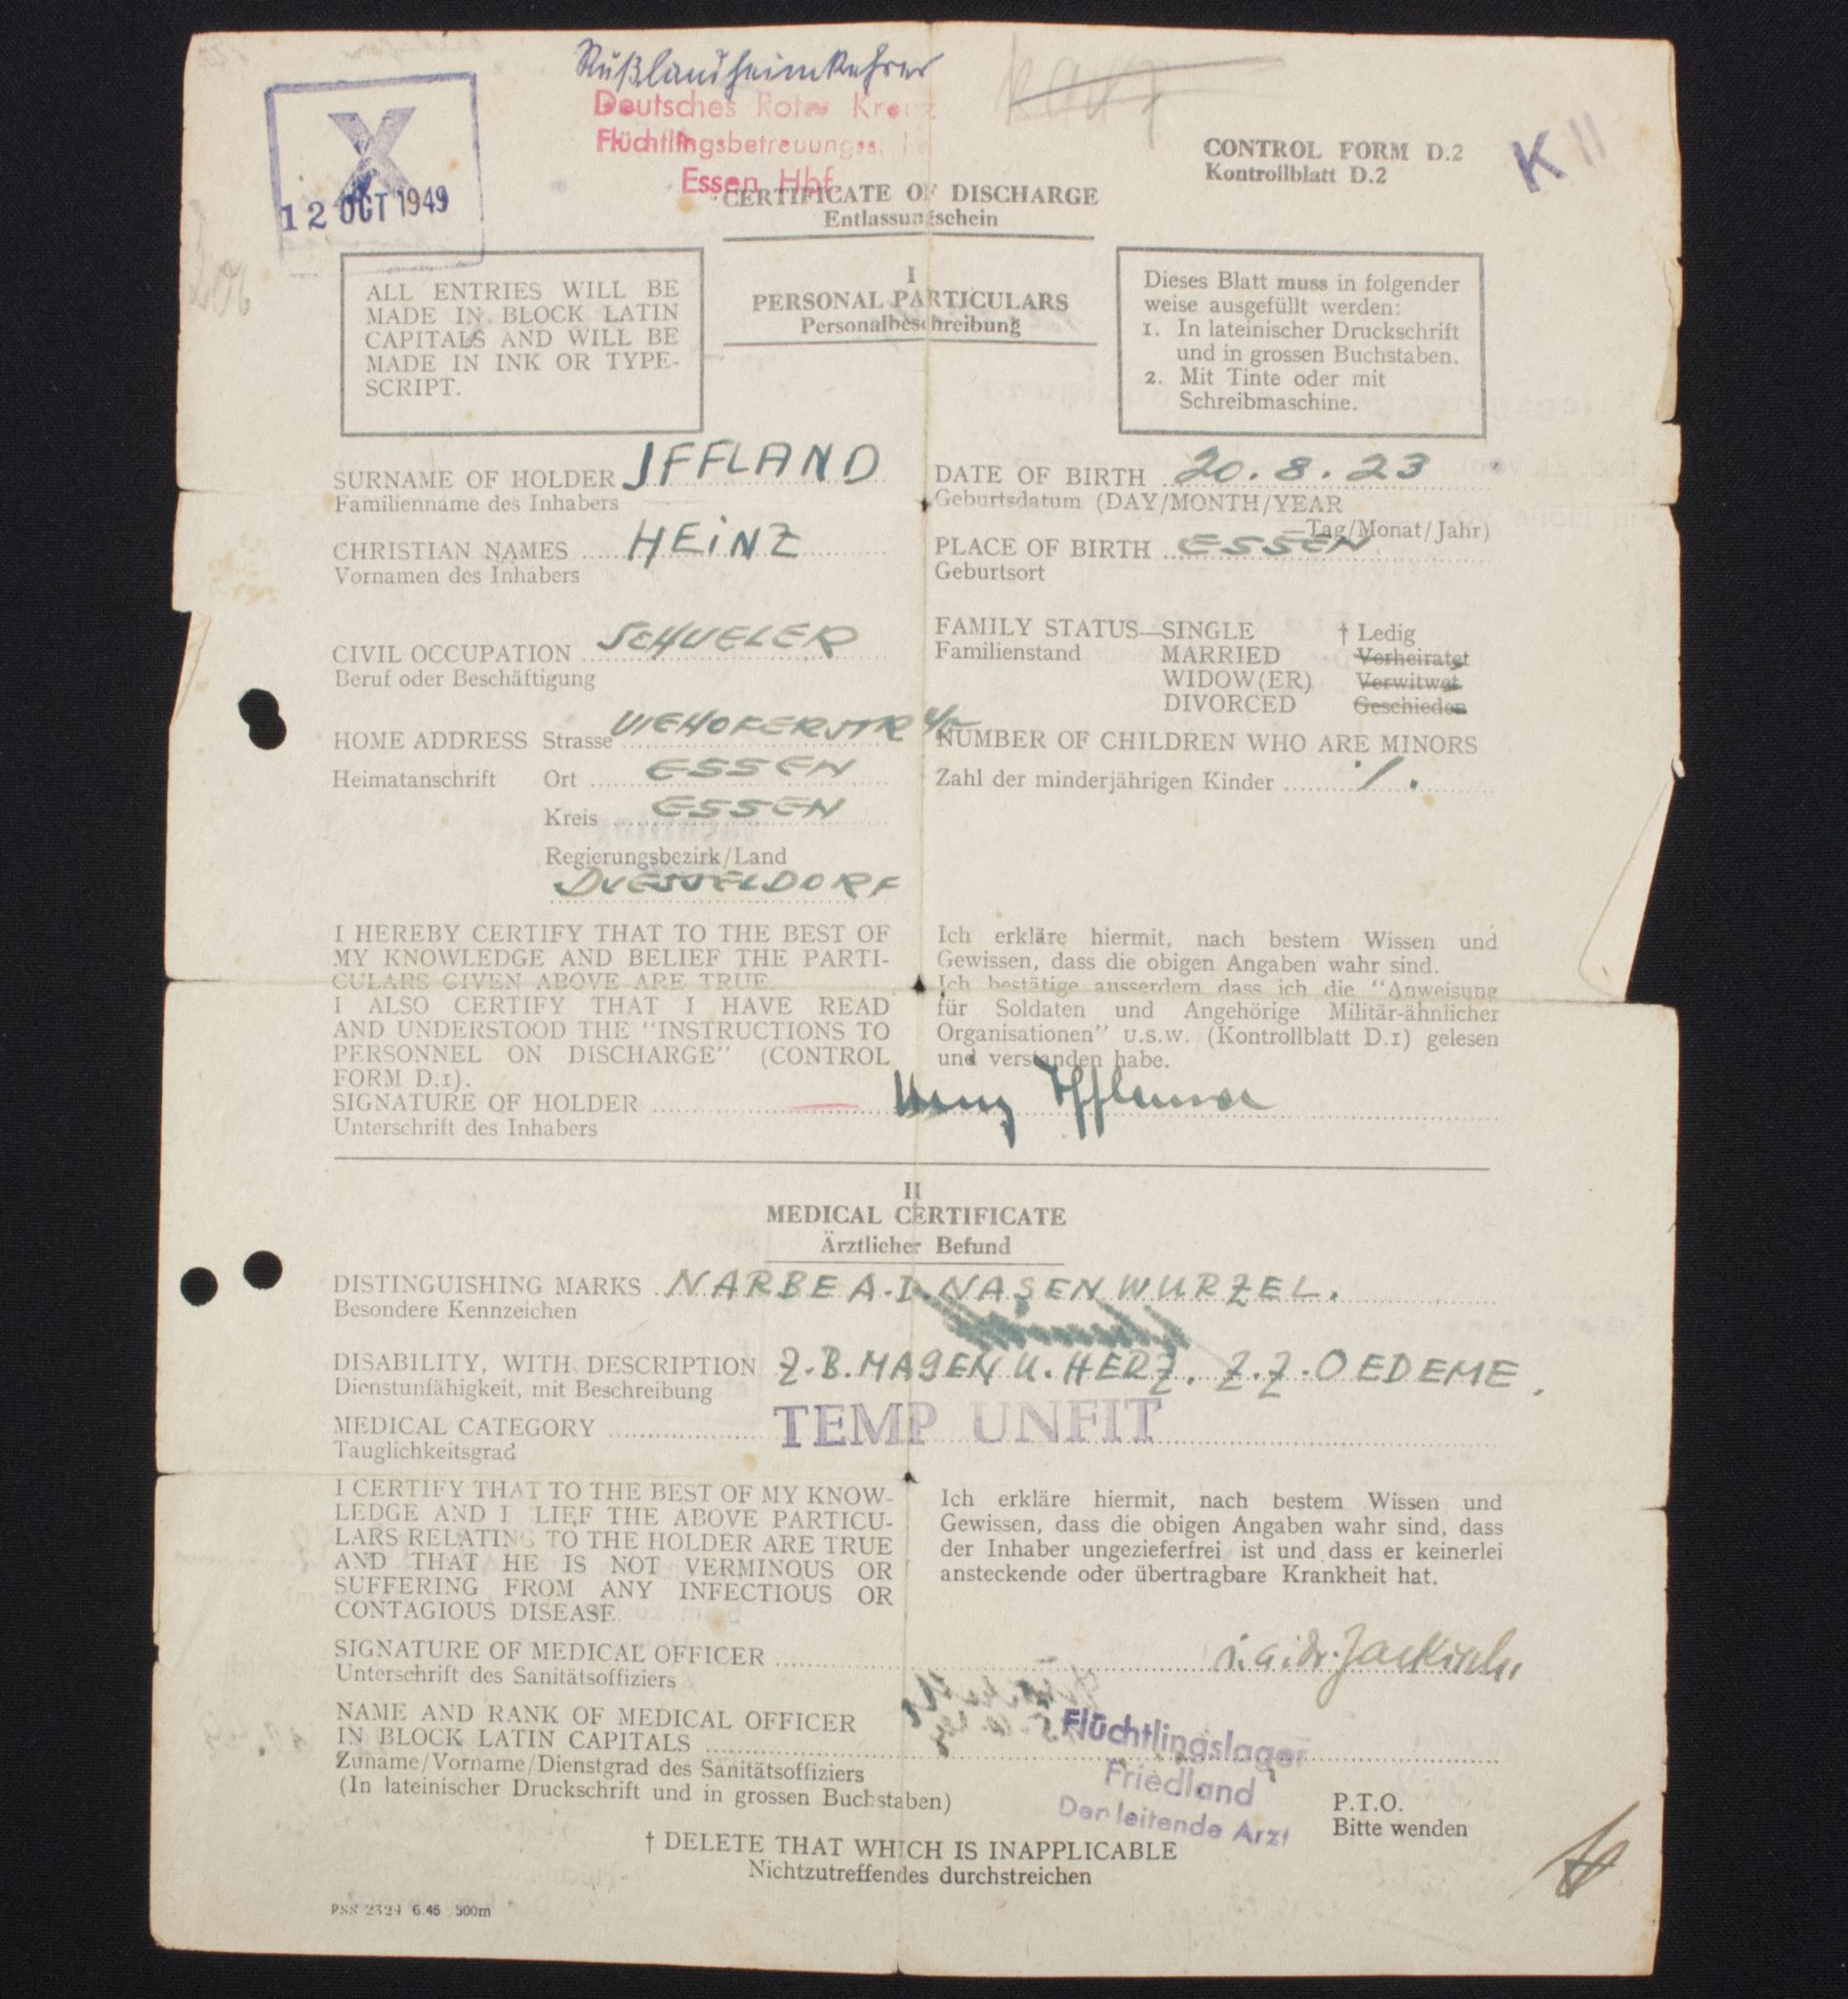 Rußlandheimkehrer
Deutsches Rotes Kreuz
Flüchtlingsbetreuungs
Essen Hbf
X
12 OCT 1949
CONTROL FORM D.2
Kontrollblatt D.2
K II
CERTIFICATE OF DISCHARGE
Entlassungschein
ALL ENTRIES WILL BE
MADE IN BLOCK LATIN
CAPITALS AND WILL BE
MADE IN INK OR TYPE-
SCRIPT.
I
PERSONAL PARTICULARS
Personalbeschreibung
Dieses Blatt muss in folgender
weise ausgefüllt werden:
1. In lateinischer Druckschrift
und in grossen Buchstaben.
2. Mit Tinte oder mit
Schreibmaschine.
SURNAME OF HOLDER JFFLAND
Familienname des Inhabers
CHRISTIAN NAMES HEINZ
Vornamen des Inhabers
CIVIL OCCUPATION SCHUELER
Beruf oder Beschäftigung
HOME ADDRESS Strasse VIEHOFERSTR
Heimatanschrift Ort ESSEN
Kreis ESSEN
Regierungsbezirk/Land
DUESSELDORF
DATE OF BIRTH 20.8.23
Geburtsdatum (DAY/MONTH/YEAR
—Tag/Monat/Jahr)
PLACE OF BIRTH ESSEN
Geburtsort
FAMILY STATUS—SINGLE † Ledig
Familienstand MARRIED Verheiratet
WIDOW(ER) Verwitwet
DIVORCED Geschieden
NUMBER OF CHILDREN WHO ARE MINORS
Zahl der minderjährigen Kinder ./.
I HEREBY CERTIFY THAT TO THE BEST OF
MY KNOWLEDGE AND BELIEF THE PARTI-
CULARS GIVEN ABOVE ARE TRUE.
I ALSO CERTIFY THAT I HAVE READ
AND UNDERSTOOD THE "INSTRUCTIONS TO
PERSONNEL ON DISCHARGE" (CONTROL
FORM D.1).
Ich erkläre hiermit, nach bestem Wissen und
Gewissen, dass die obigen Angaben wahr sind.
Ich bestätige ausserdem dass ich die "Anweisung
für Soldaten und Angehörige Militär-ähnlicher
Organisationen" U.S.W. (Kontrollblatt D.1) gelesen
und verstanden habe.
SIGNATURE OF HOLDER Heinz Iffland
Unterschrift des Inhabers
II
MEDICAL CERTIFICATE
Ärztlicher Befund
DISTINGUISHING MARKS NARBE A.D. NASENWURZEL.
Besondere Kennzeichen
DISABILITY, WITH DESCRIPTION Z.B. MAGEN U. HERZ. Z.Z. OEDEME.
Dienstunfähigkeit, mit Beschreibung
MEDICAL CATEGORY TEMP UNFIT
Tauglichkeitsgrad
I CERTIFY THAT TO THE BEST OF MY KNOW-
LEDGE AND BELIEF THE ABOVE PARTICU-
LARS RELATING TO THE HOLDER ARE TRUE
AND THAT HE IS NOT VERMINOUS OR
SUFFERING FROM ANY INFECTIOUS OR
CONTAGIOUS DISEASE.
Ich erkläre hiermit, nach bestem Wissen und
Gewissen, dass die obigen Angaben wahr sind, dass
der Inhaber ungezieferfrei ist und dass er keinerlei
ansteckende oder übertragbare Krankheit hat.
SIGNATURE OF MEDICAL OFFICER i.a. dr.
Unterschrift des Sanitätsoffiziers
NAME AND RANK OF MEDICAL OFFICER
IN BLOCK LATIN CAPITALS
Zuname/Vorname/Dienstgrad des Sanitätsoffiziers
(In lateinischer Druckschrift und in grossen Buchstaben)
Flüchtlingslager
Friedland
Der leitende Arzt
P.T.O.
Bitte wenden
† DELETE THAT WHICH IS INAPPLICABLE
Nichtzutreffendes durchstreichen
PSS 2324 6.45 500m